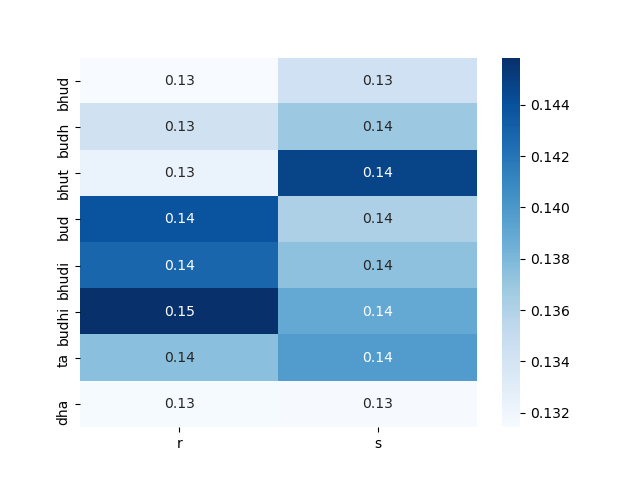 bhud 0.13 0.13
budh 0.13 0.14
bhut 0.13 0.14
bud 0.14 0.14
bhudi 0.14 0.14
budhi 0.15 0.14
ta 0.14 0.14
dha 0.13 0.13
r s
0.144
0.142
0.140
0.138
0.136
0.134
0.132